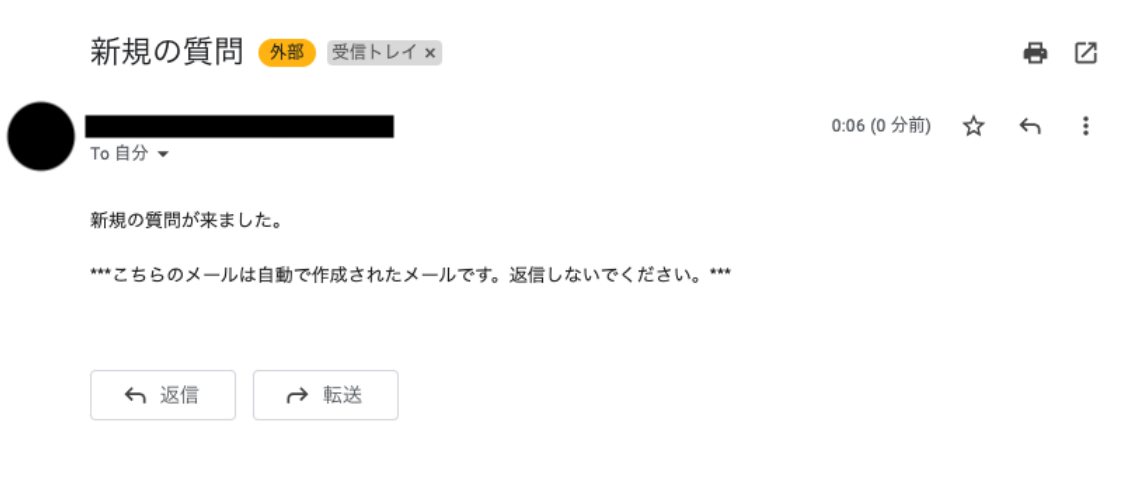 新規の質問 外部 受信トレイ ×
0:06 (0 分前)
To 自分
新規の質問が来ました。
***こちらのメールは自動で作成されたメールです。返信しないでください。***
返信 転送